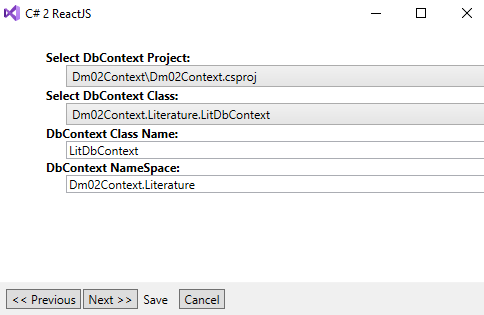 C# 2 ReactJS
Select DbContext Project:
Dm02Context\Dm02Context.csproj
Select DbContext Class:
Dm02Context.Literature.LitDbContext
DbContext Class Name:
LitDbContext
DbContext NameSpace:
Dm02Context.Literature
<< Previous Next >> Save Cancel